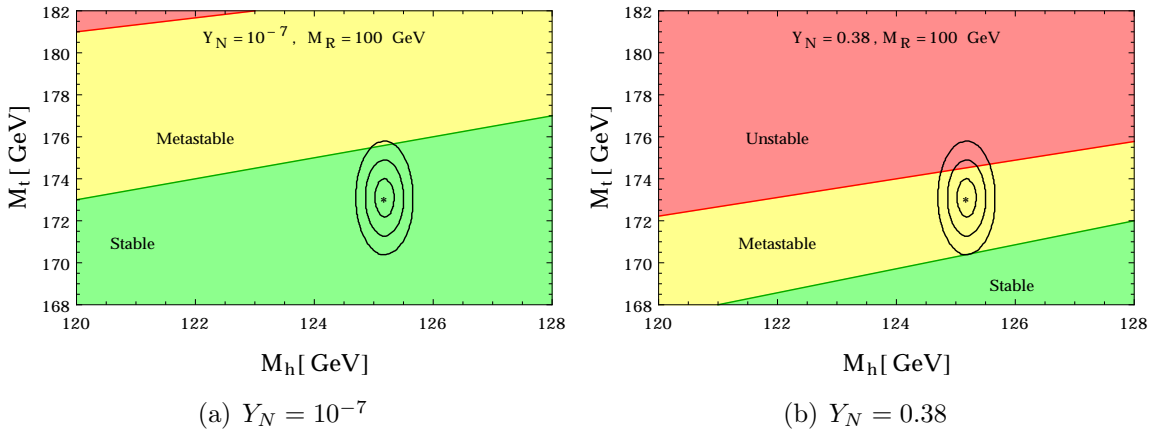 182
180
178
176
174
172
170
168
M_t [GeV]
Y_N = 10^{-7}, M_R = 100 GeV
Metastable
Stable
120
122
124
126
128
M_h [GeV]
(a) Y_N = 10^{-7}
182
180
178
176
174
172
170
168
M_t [GeV]
Y_N = 0.38, M_R = 100 GeV
Unstable
Metastable
Stable
120
122
124
126
128
M_h [GeV]
(b) Y_N = 0.38